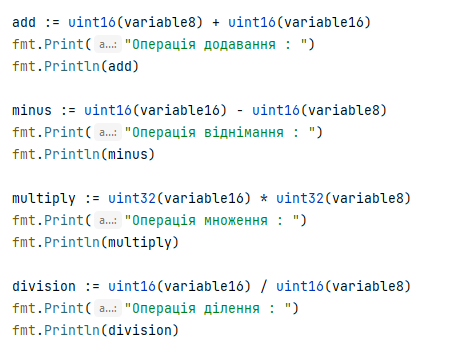 add := uint16(variable8) + uint16(variable16)
fmt.Print( a...: "Операція додавання : ")
fmt.Println(add)
minus := uint16(variable16) - uint16(variable8)
fmt.Print( a...: "Операція віднімання : ")
fmt.Println(minus)
multiply := uint32(variable16) * uint32(variable8)
fmt.Print( a...: "Операція множення : ")
fmt.Println(multiply)
division := uint16(variable16) / uint16(variable8)
fmt.Print( a...: "Операція ділення : ")
fmt.Println(division)